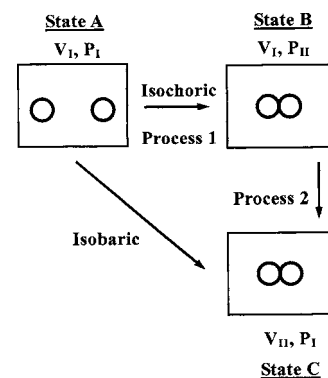 State A
V_I, P_I
State B
V_I, P_II
Isochoric
Process 1
Process 2
Isobaric
V_II, P_I
State C